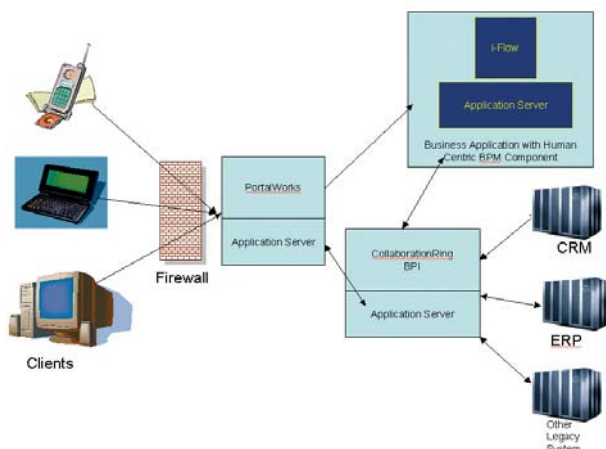 i-Flow
Application Server
Business Application with Human
Centric BPM Component
PortalWorks
Application Server
Firewall
CollaborationRing
BPI
Application Server
CRM
ERP
Clients
Other
Legacy
System